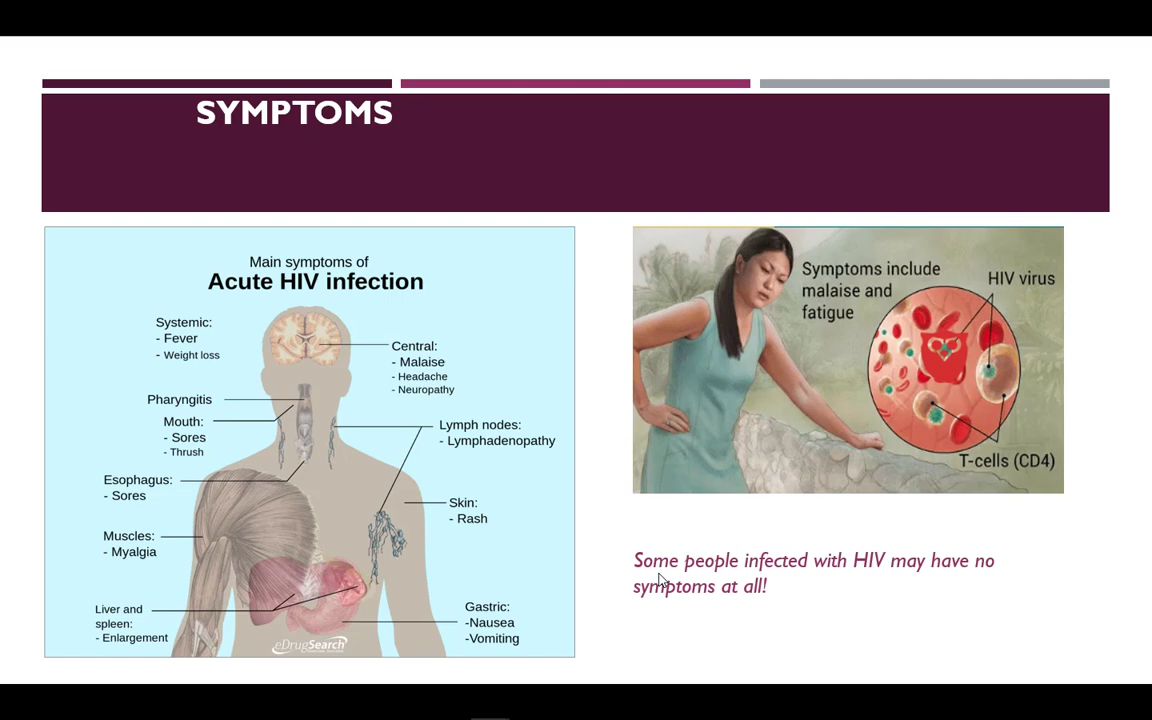 SYMPTOMS
Main symptoms of
Acute HIV infection
Systemic:
- Fever
- Weight loss
Central:
- Malaise
- Headache
- Neuropathy
Pharyngitis
Mouth:
- Sores
- Thrush
Lymph nodes:
- Lymphadenopathy
Esophagus:
- Sores
Skin:
- Rash
Muscles:
- Myalgia
Liver and
spleen:
- Enlargement
Gastric:
-Nausea
-Vomiting
eDrugSearch
Symptoms include
malaise and
fatigue
HIV virus
T-cells (CD4)
Some people infected with HIV may have no
symptoms at all!